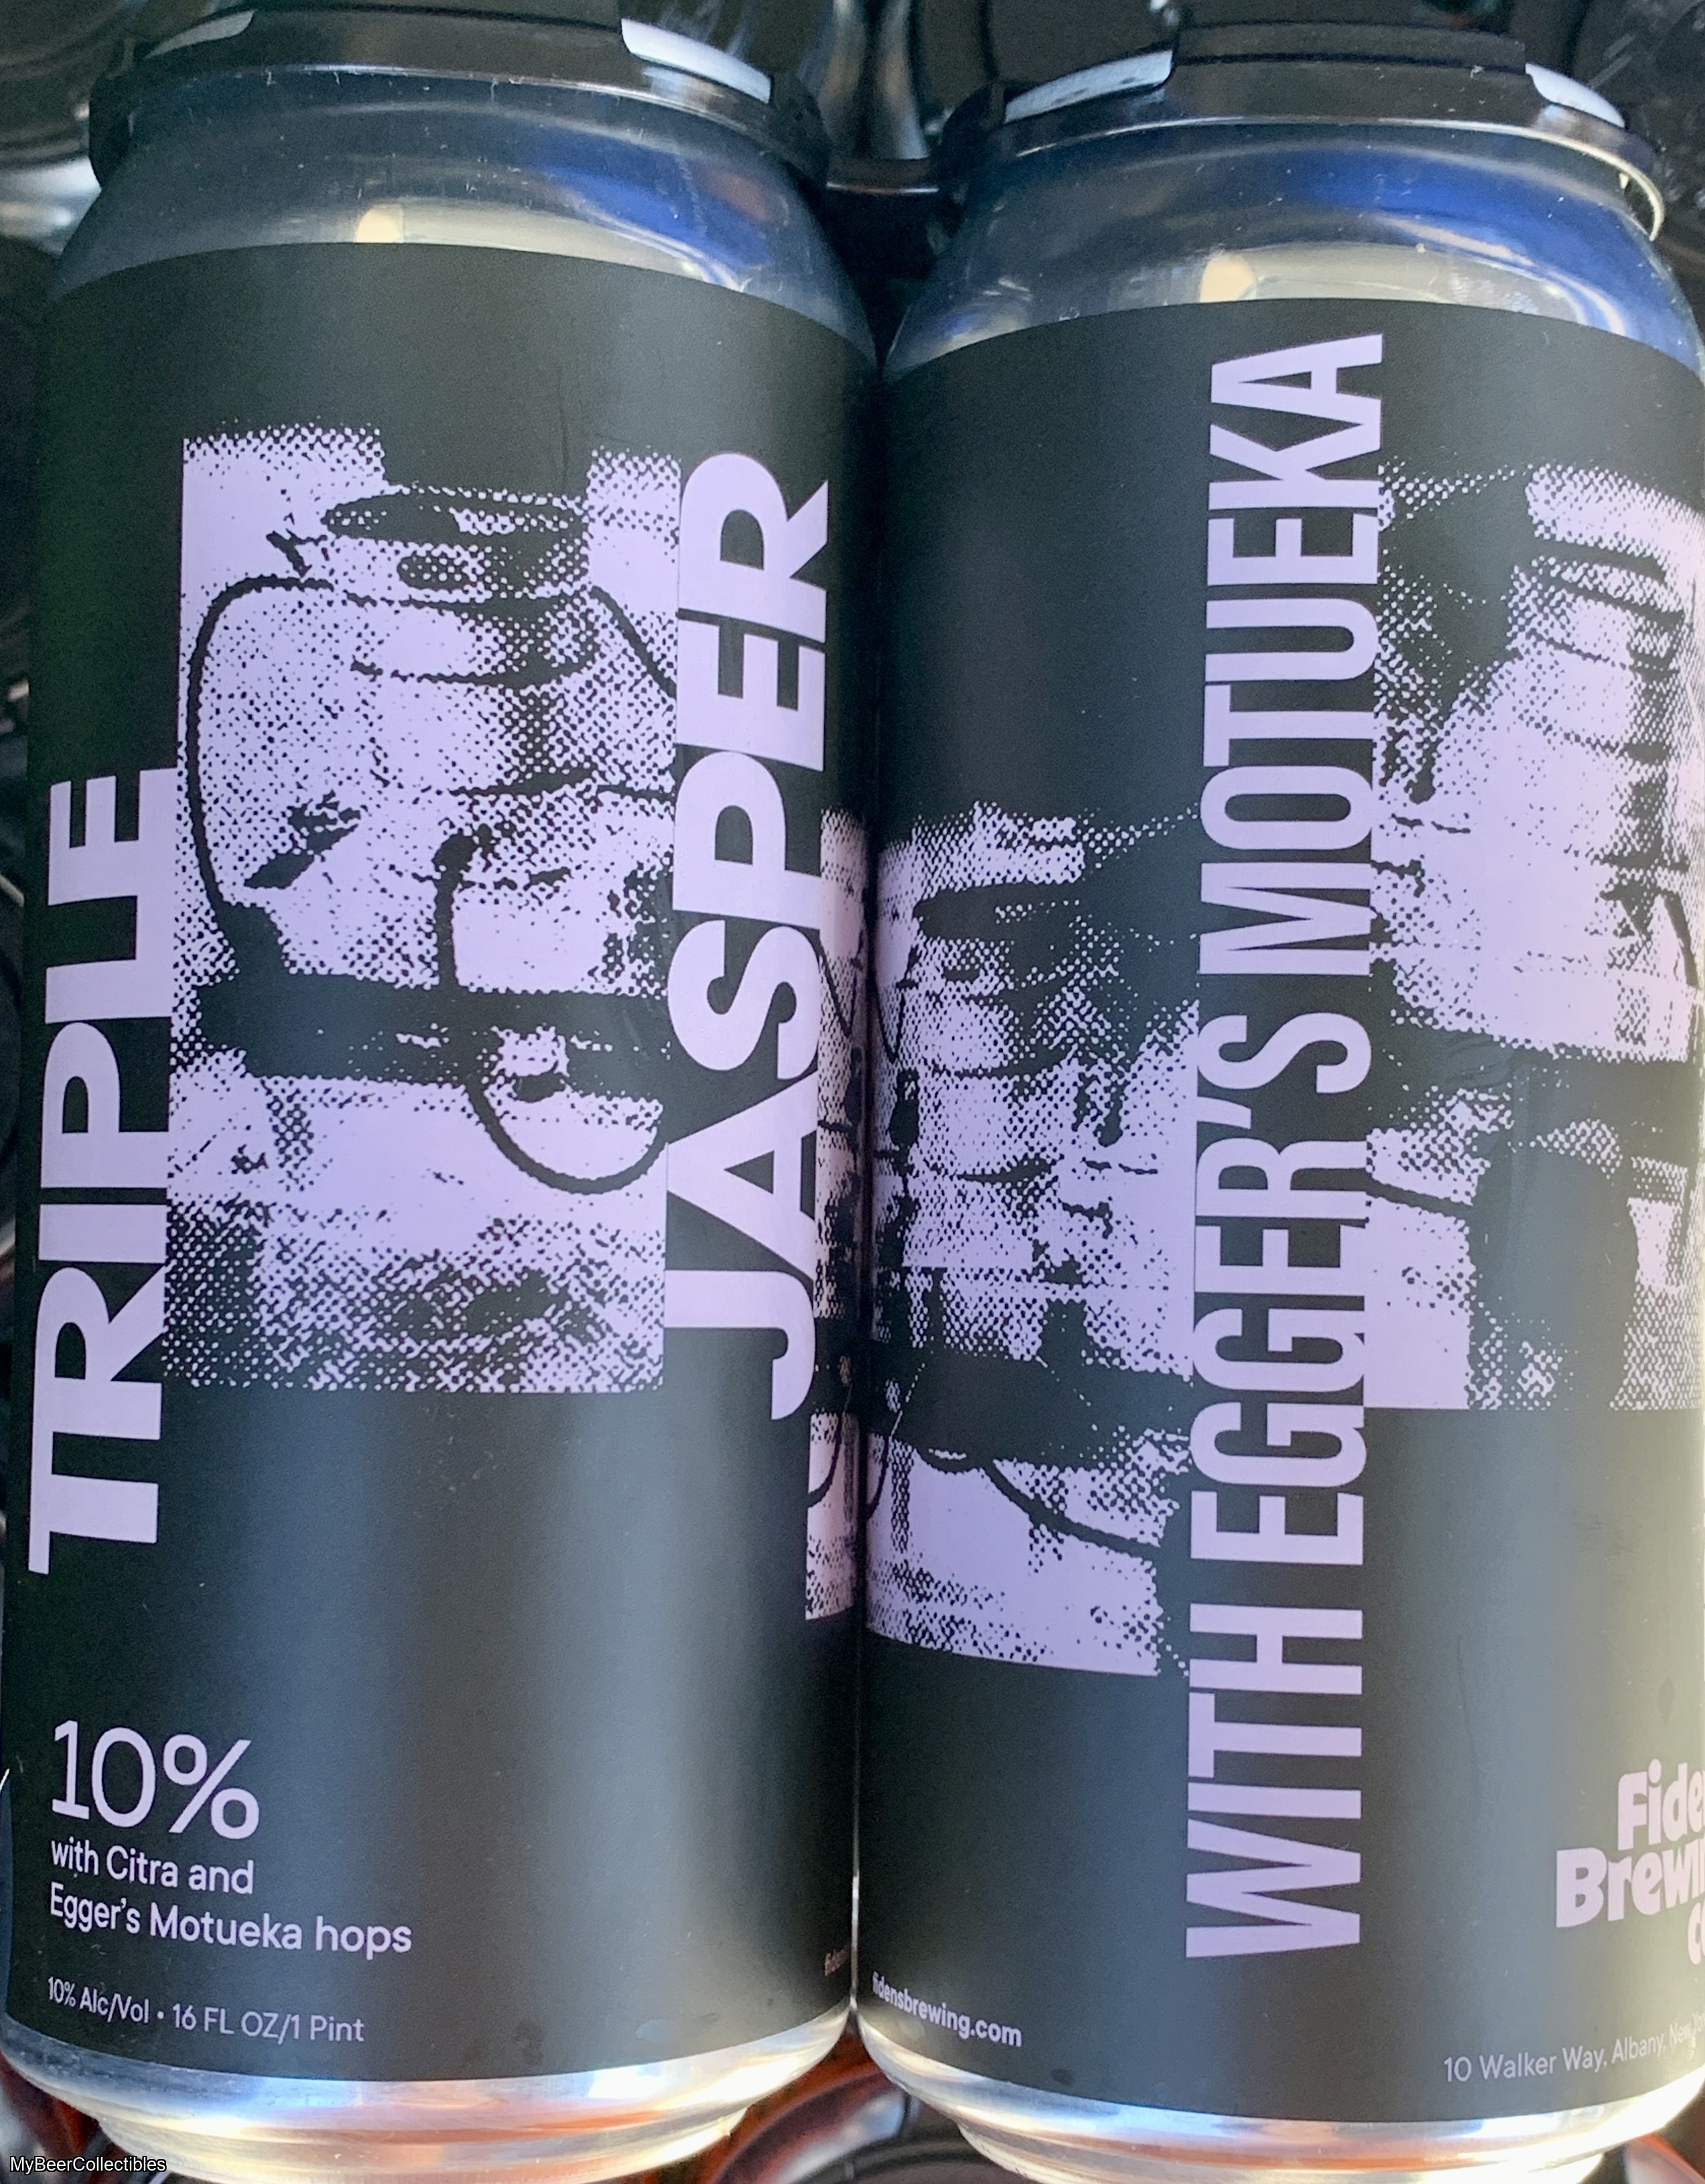 TRIPLE
JASPER
10%
with Citra and
Egger's Motueka hops
10% Alc/Vol • 16 FL OZ/1 Pint
WITH EGGER'S MOTUEKA
fidensbrewing.com
10 Walker Way, Albany,
MyBeerCollectibles